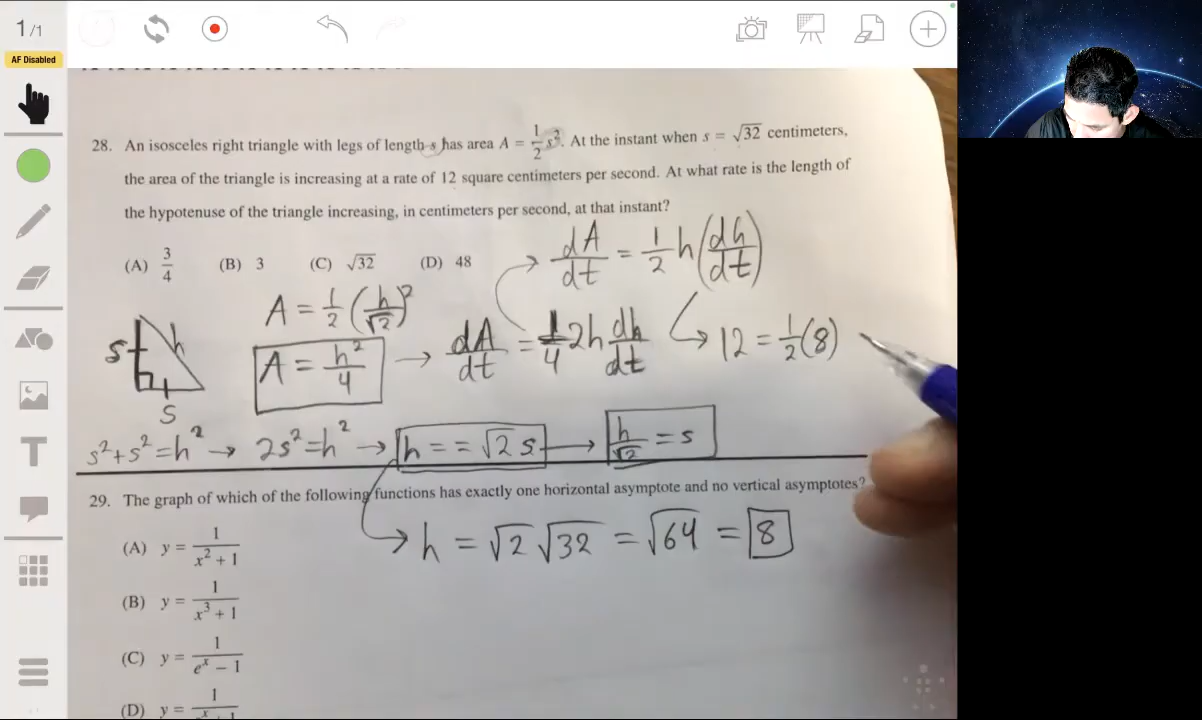 1/1
AF Disabled
28. An isosceles right triangle with legs of length s has area A = 1/2 s². At the instant when s = √32 centimeters,
the area of the triangle is increasing at a rate of 12 square centimeters per second. At what rate is the length of
the hypotenuse of the triangle increasing, in centimeters per second, at that instant?
(A) 3/4 (B) 3 (C) √32 (D) 48
dA/dt = 1/2 h (dh/dt)
A = 1/2 (h/√2)²
A = h²/4 → dA/dt = 1/4 2h dh/dt
12 = 1/2 (8)
s h
s
s² + s² = h² → 2s² = h² → h = = √2 s → h/√2 = s
29. The graph of which of the following functions has exactly one horizontal asymptote and no vertical asymptotes?
h = √2 √32 = √64 = 8
(A) y = 1/(x² + 1)
(B) y = 1/(x³ + 1)
(C) y = 1/(eˣ − 1)
(D) y = 1
T